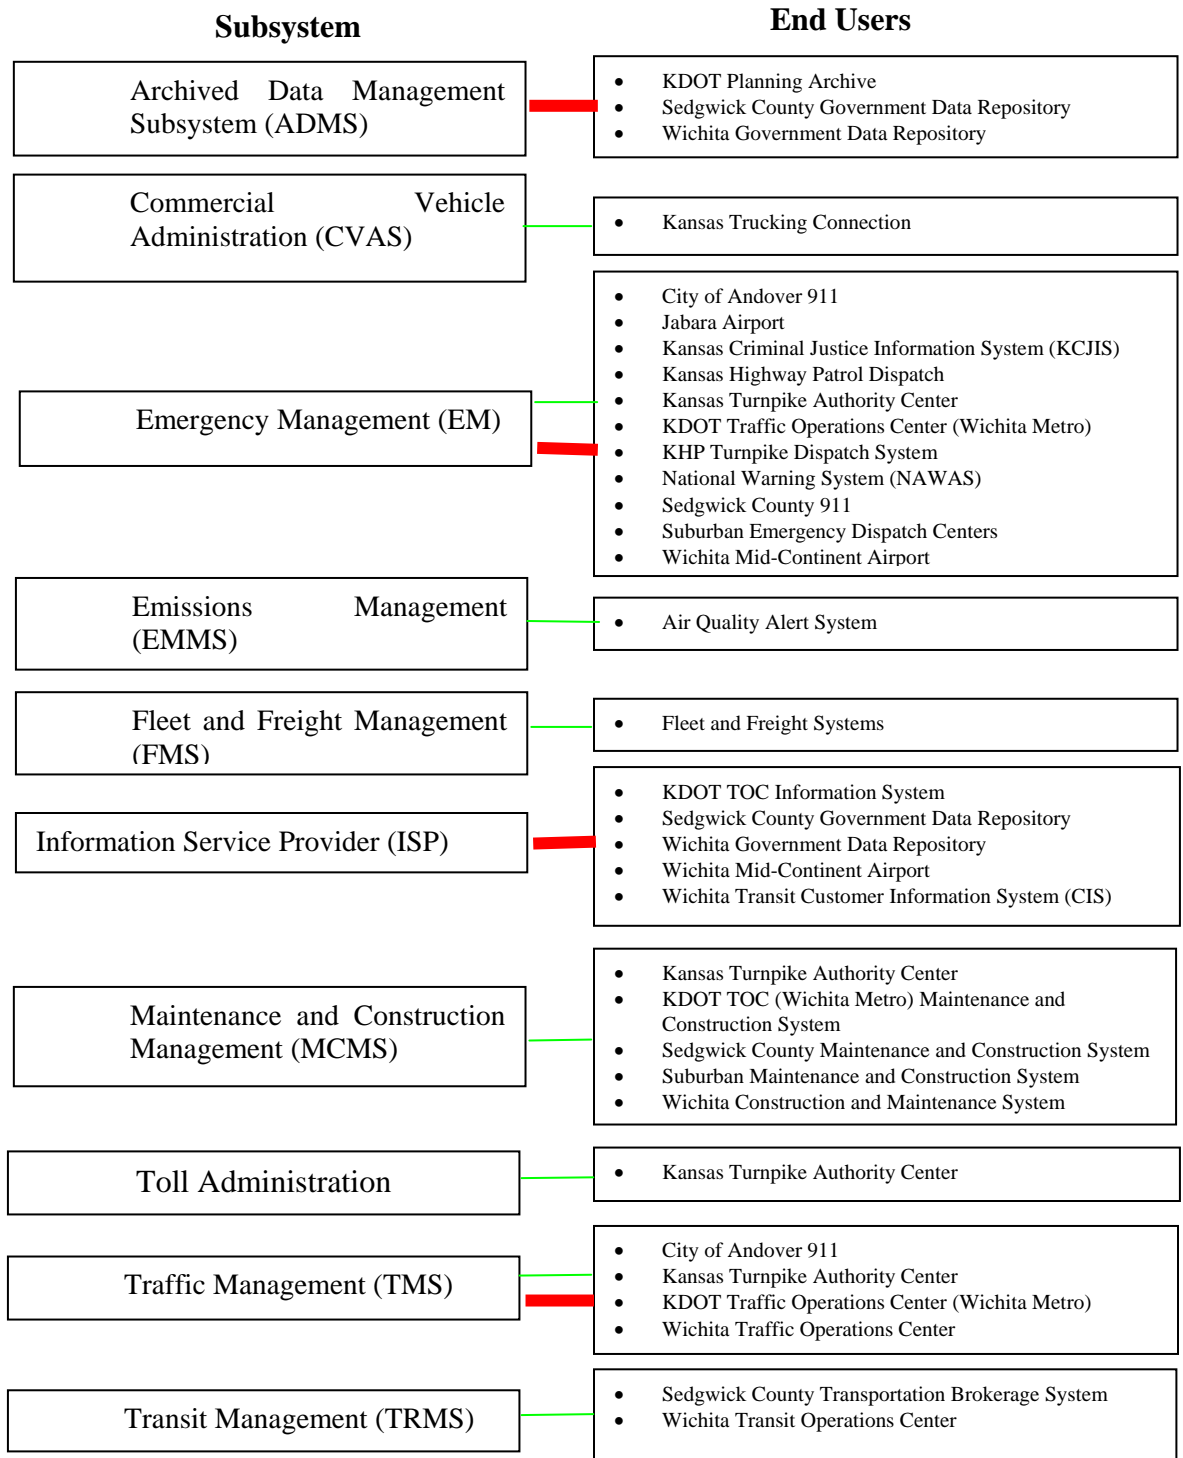 Subsystem
End Users
Archived Data Management
Subsystem (ADMS)
• KDOT Planning Archive
• Sedgwick County Government Data Repository
• Wichita Government Data Repository
Commercial Vehicle
Administration (CVAS)
• Kansas Trucking Connection
Emergency Management (EM)
• City of Andover 911
• Jabara Airport
• Kansas Criminal Justice Information System (KCJIS)
• Kansas Highway Patrol Dispatch
• Kansas Turnpike Authority Center
• KDOT Traffic Operations Center (Wichita Metro)
• KHP Turnpike Dispatch System
• National Warning System (NAWAS)
• Sedgwick County 911
• Suburban Emergency Dispatch Centers
• Wichita Mid-Continent Airport
Emissions Management
(EMMS)
• Air Quality Alert System
Fleet and Freight Management
(FMS)
• Fleet and Freight Systems
Information Service Provider (ISP)
• KDOT TOC Information System
• Sedgwick County Government Data Repository
• Wichita Government Data Repository
• Wichita Mid-Continent Airport
• Wichita Transit Customer Information System (CIS)
Maintenance and Construction
Management (MCMS)
• Kansas Turnpike Authority Center
• KDOT TOC (Wichita Metro) Maintenance and
Construction System
• Sedgwick County Maintenance and Construction System
• Suburban Maintenance and Construction System
• Wichita Construction and Maintenance System
Toll Administration
• Kansas Turnpike Authority Center
Traffic Management (TMS)
• City of Andover 911
• Kansas Turnpike Authority Center
• KDOT Traffic Operations Center (Wichita Metro)
• Wichita Traffic Operations Center
Transit Management (TRMS)
• Sedgwick County Transportation Brokerage System
• Wichita Transit Operations Center